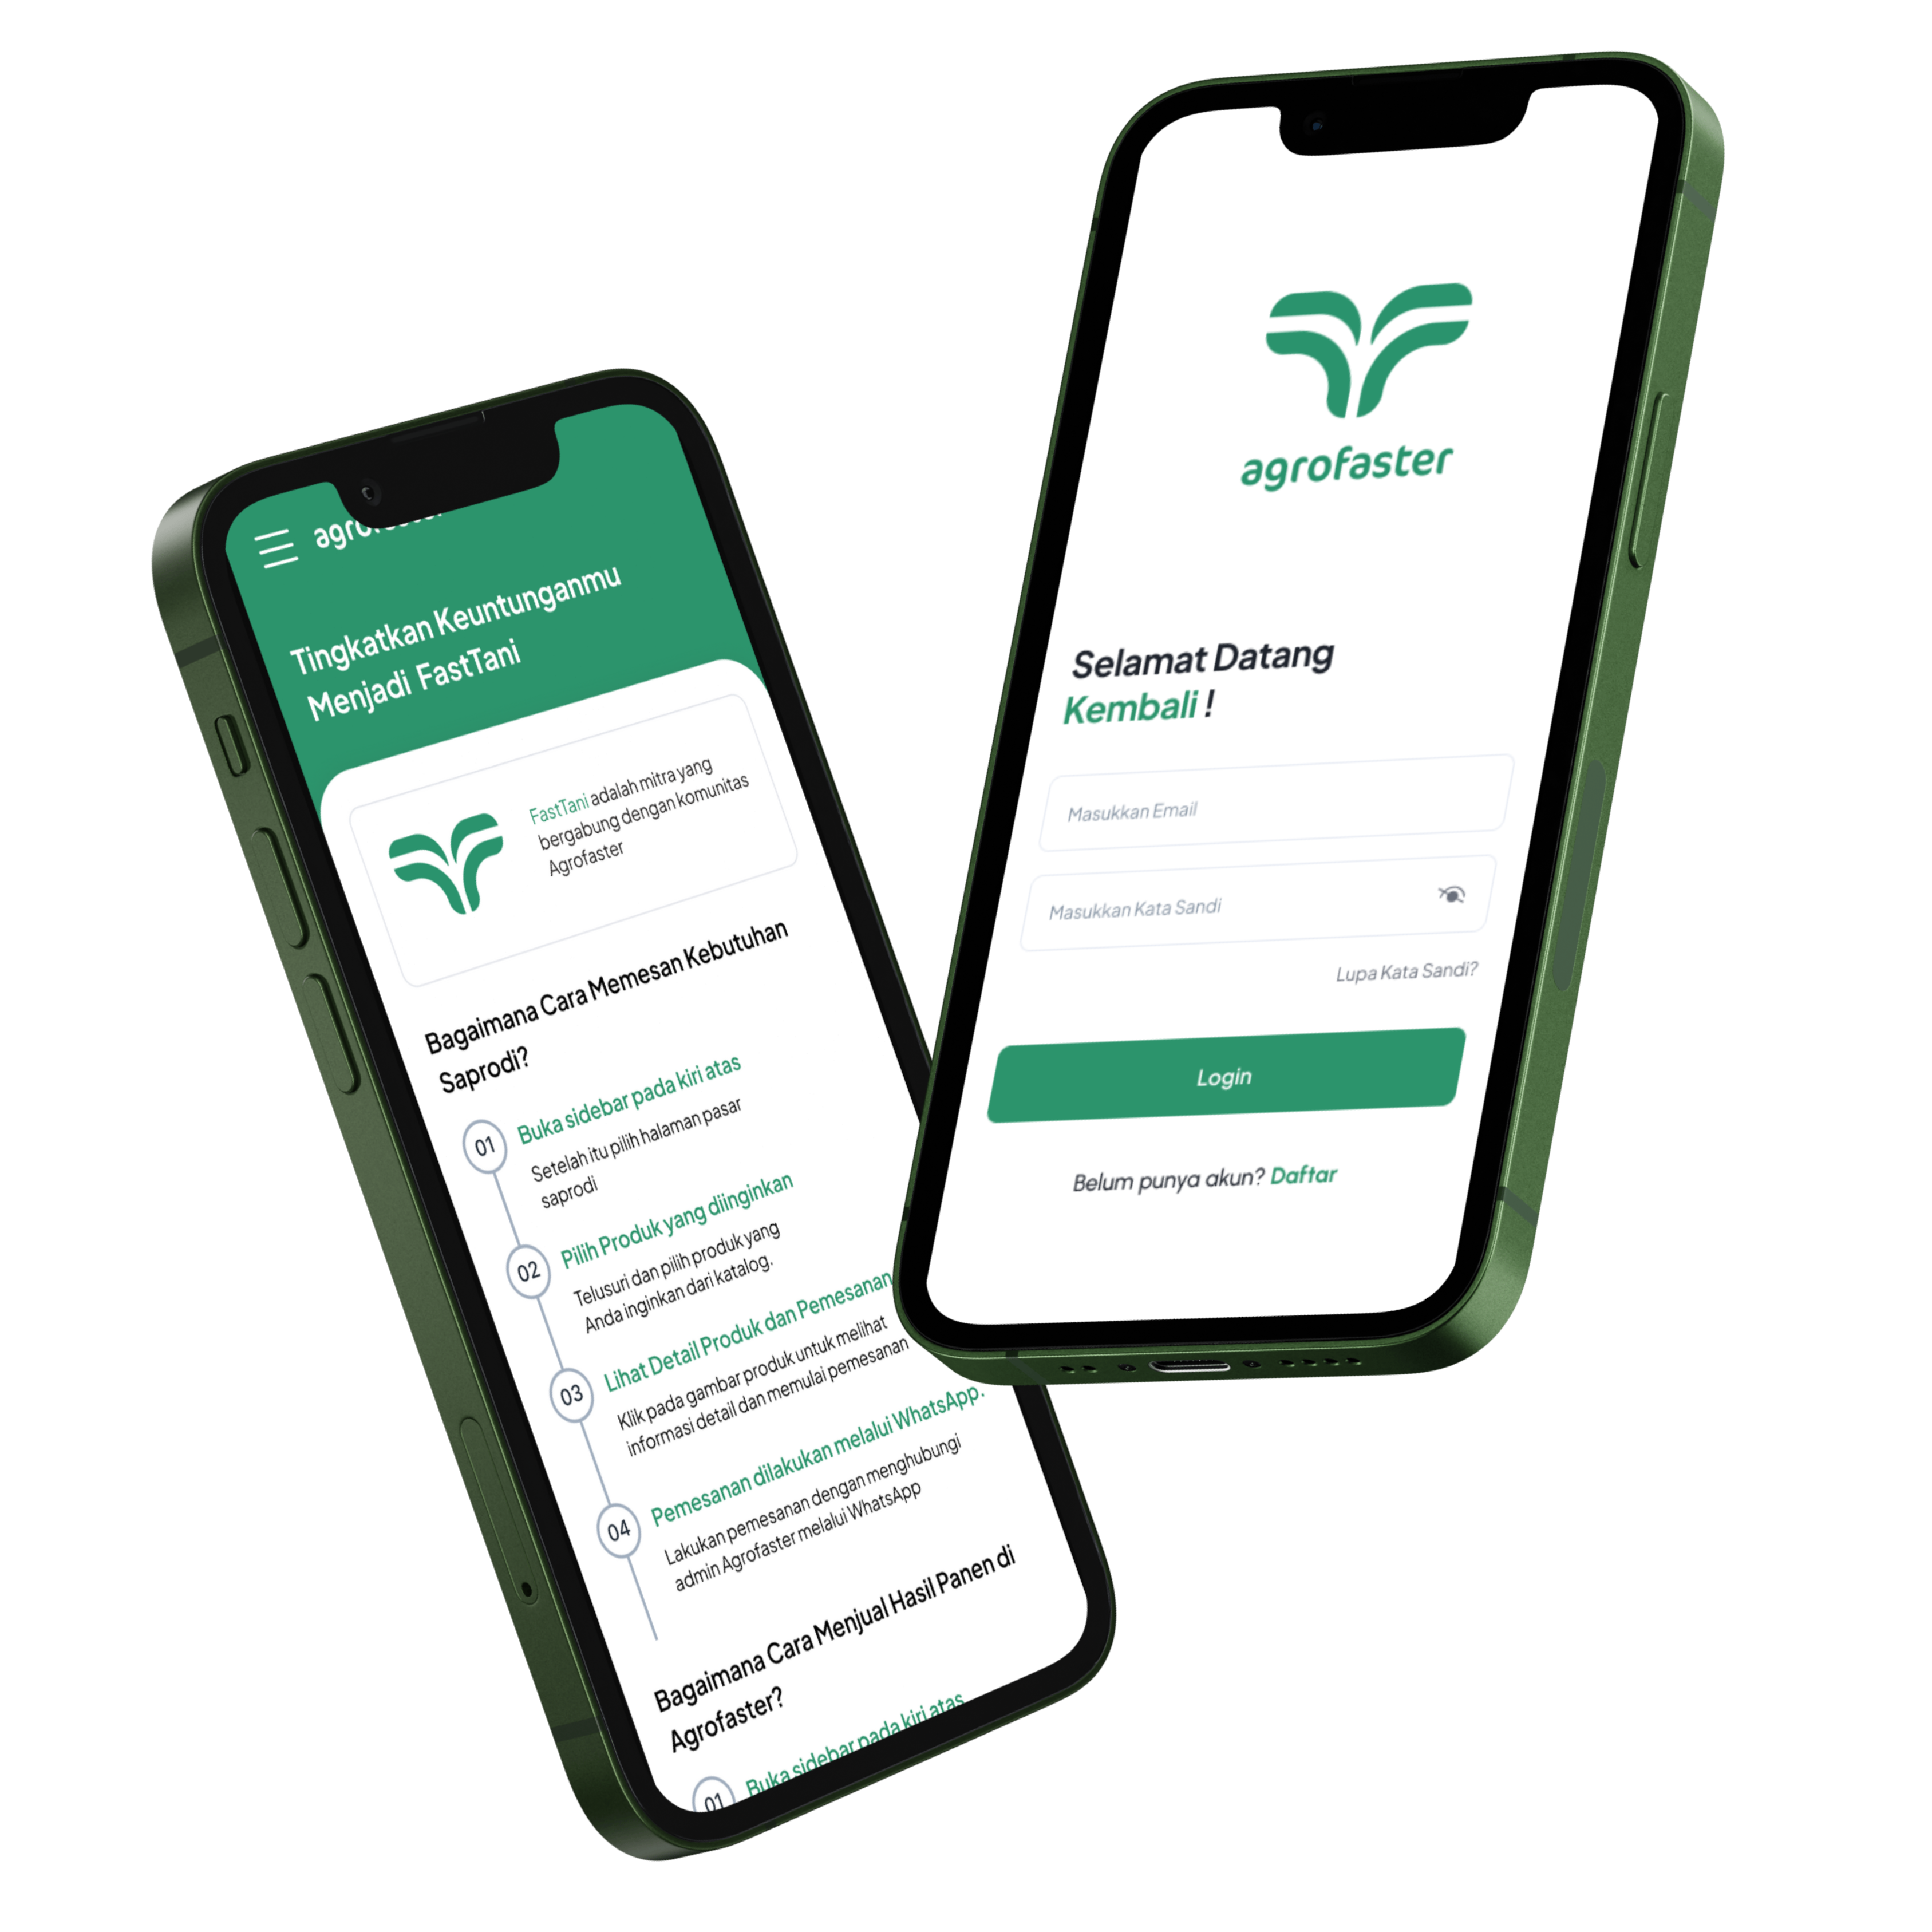 Tingkatkan Keuntunganmu
Menjadi FastTani
FastTani adalah mitra yang
bergabung dengan komunitas
Agrofaster
Bagaimana Cara Memesan Kebutuhan
Saprodi?
01
Buka sidebar pada kiri atas
Setelah itu pilih halaman pasar
saprodi
02
Pilih Produk yang diinginkan
Telusuri dan pilih produk yang
Anda inginkan dari katalog.
03
Lihat Detail Produk dan Pemesanan
Klik pada gambar produk untuk melihat
informasi detail dan memulai pemesanan
04
Pemesanan dilakukan melalui WhatsApp.
Lakukan pemesanan dengan menghubungi
admin Agrofaster melalui WhatsApp
Bagaimana Cara Menjual Hasil Panen di
Agrofaster?
01
Buka sidebar pada kiri atas
agrofaster
Selamat Datang
Kembali !
Masukkan Email
Masukkan Kata Sandi
Lupa Kata Sandi?
Login
Belum punya akun? Daftar